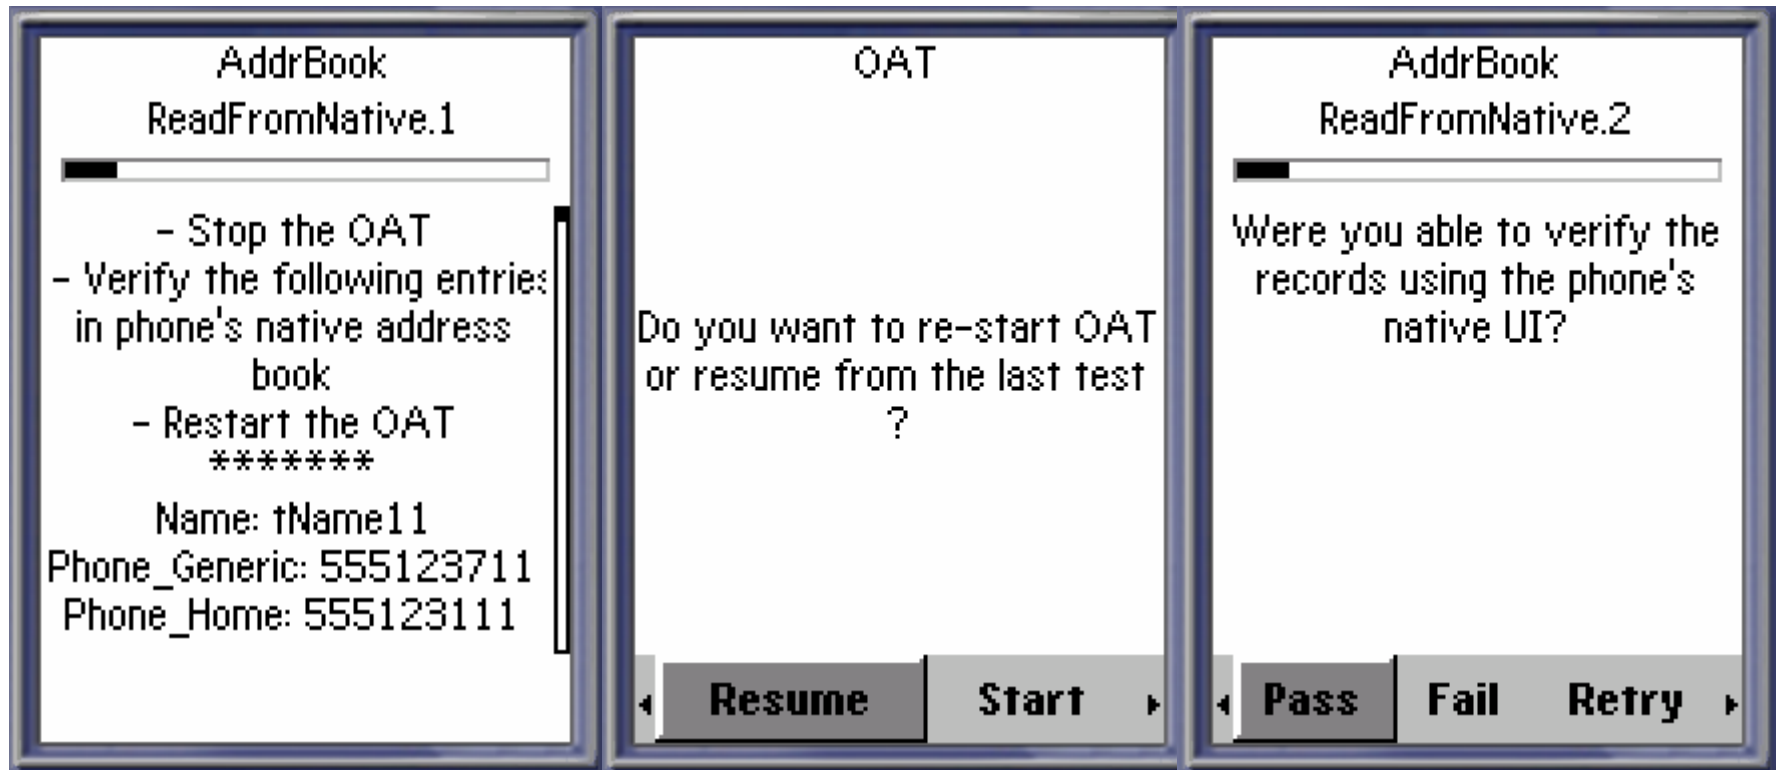 AddrBook
ReadFromNative.1
- Stop the OAT
- Verify the following entries
in phone's native address
book
- Restart the OAT
*******
Name: tName11
Phone_Generic: 555123711
Phone_Home: 555123111
OAT
Do you want to re-start OAT
or resume from the last test
?
Resume Start
AddrBook
ReadFromNative.2
Were you able to verify the
records using the phone's
native UI?
Pass Fail Retry